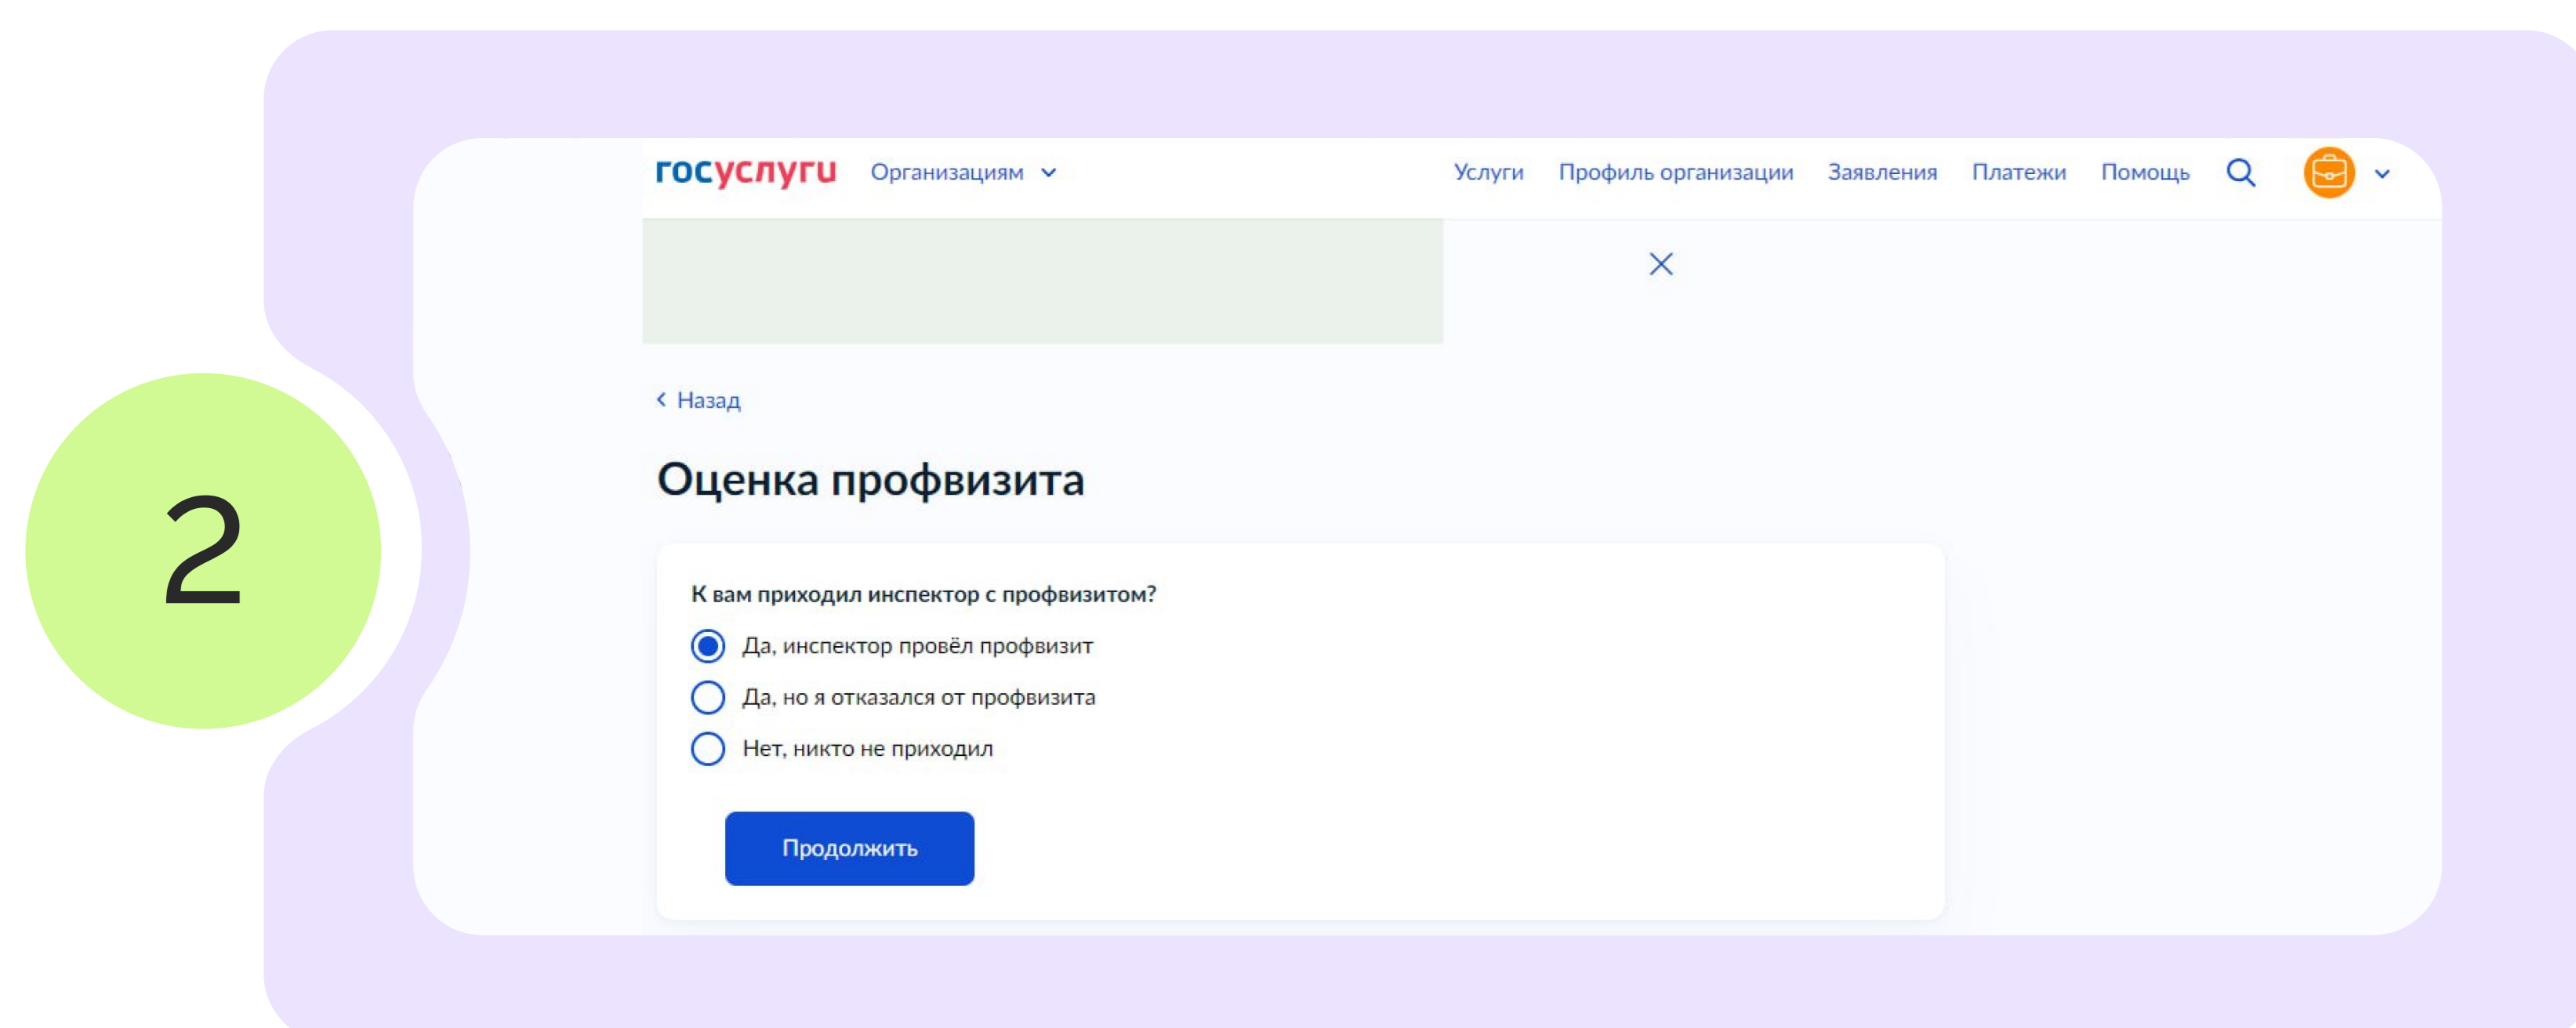 госуслуги Организациям Услуги Профиль организации Заявления Платежи Помощь
Назад
Оценка профвизита
2
К вам приходил инспектор с профвизитом?
Да, инспектор провёл профвизит
Да, но я отказался от профвизита
Нет, никто не приходил
Продолжить